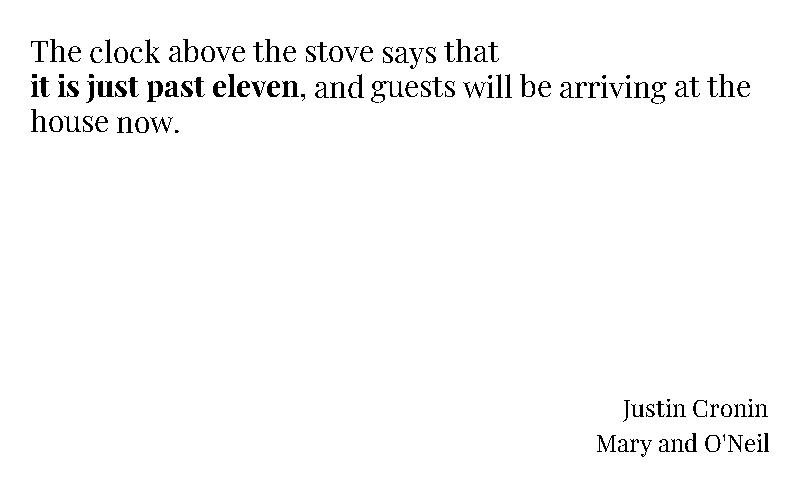 The clock above the stove says that
it is just past eleven, and guests will be arriving at the
house now.
Justin Cronin
Mary and O'Neil